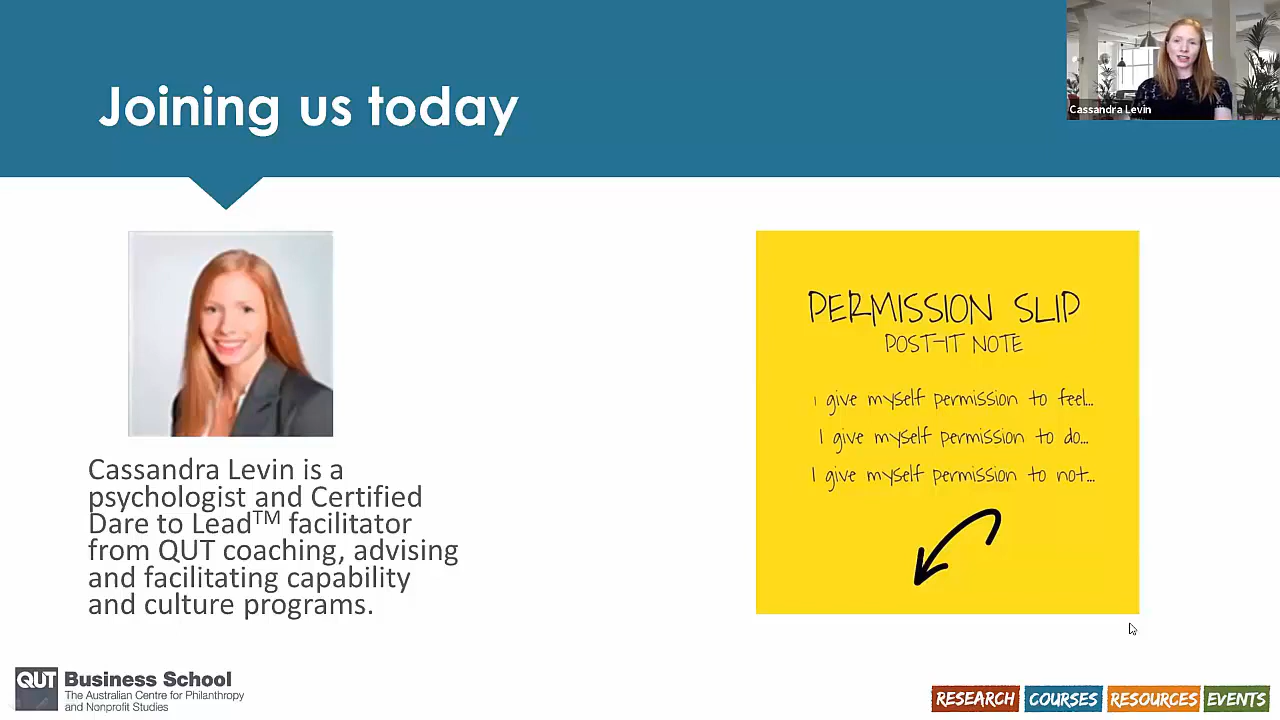 Joining us today
Cassandra Levin
Cassandra Levin is a
psychologist and Certified
Dare to Lead™ facilitator
from QUT coaching, advising
and facilitating capability
and culture programs.
PERMISSION SLIP
POST-IT NOTE
I give myself permission to feel...
I give myself permission to do...
I give myself permission to not...
QUT Business School
The Australian Centre for Philanthropy
and Nonprofit Studies
RESEARCH COURSES RESOURCES EVENTS